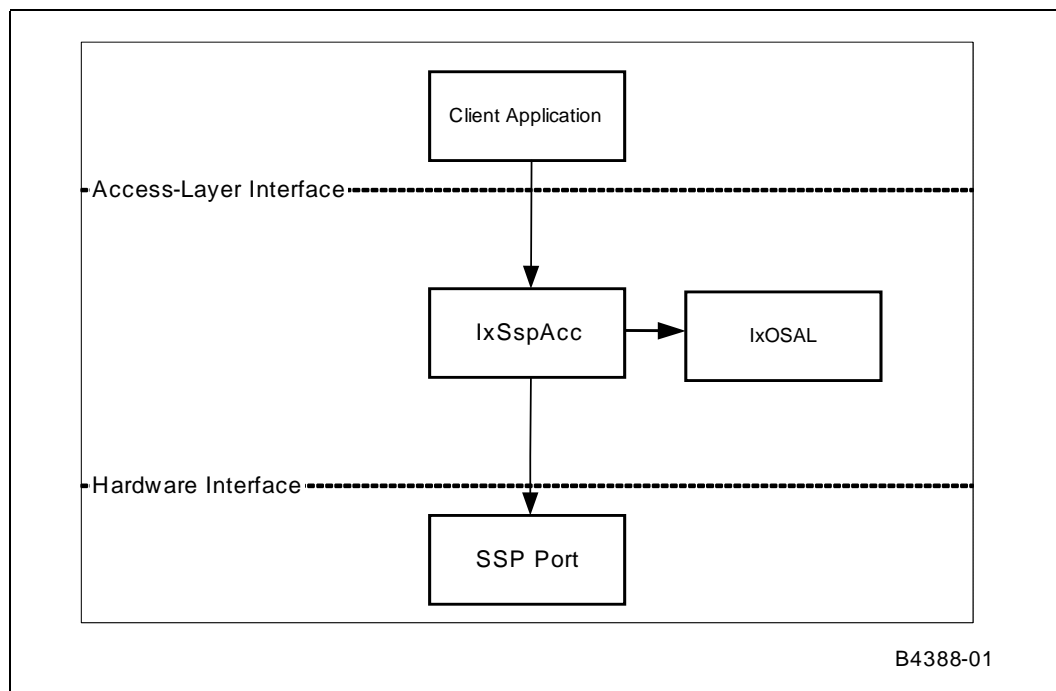 Client Application
Access-Layer Interface
IxSspAcc
IxOSAL
Hardware Interface
SSP Port
B4388-01